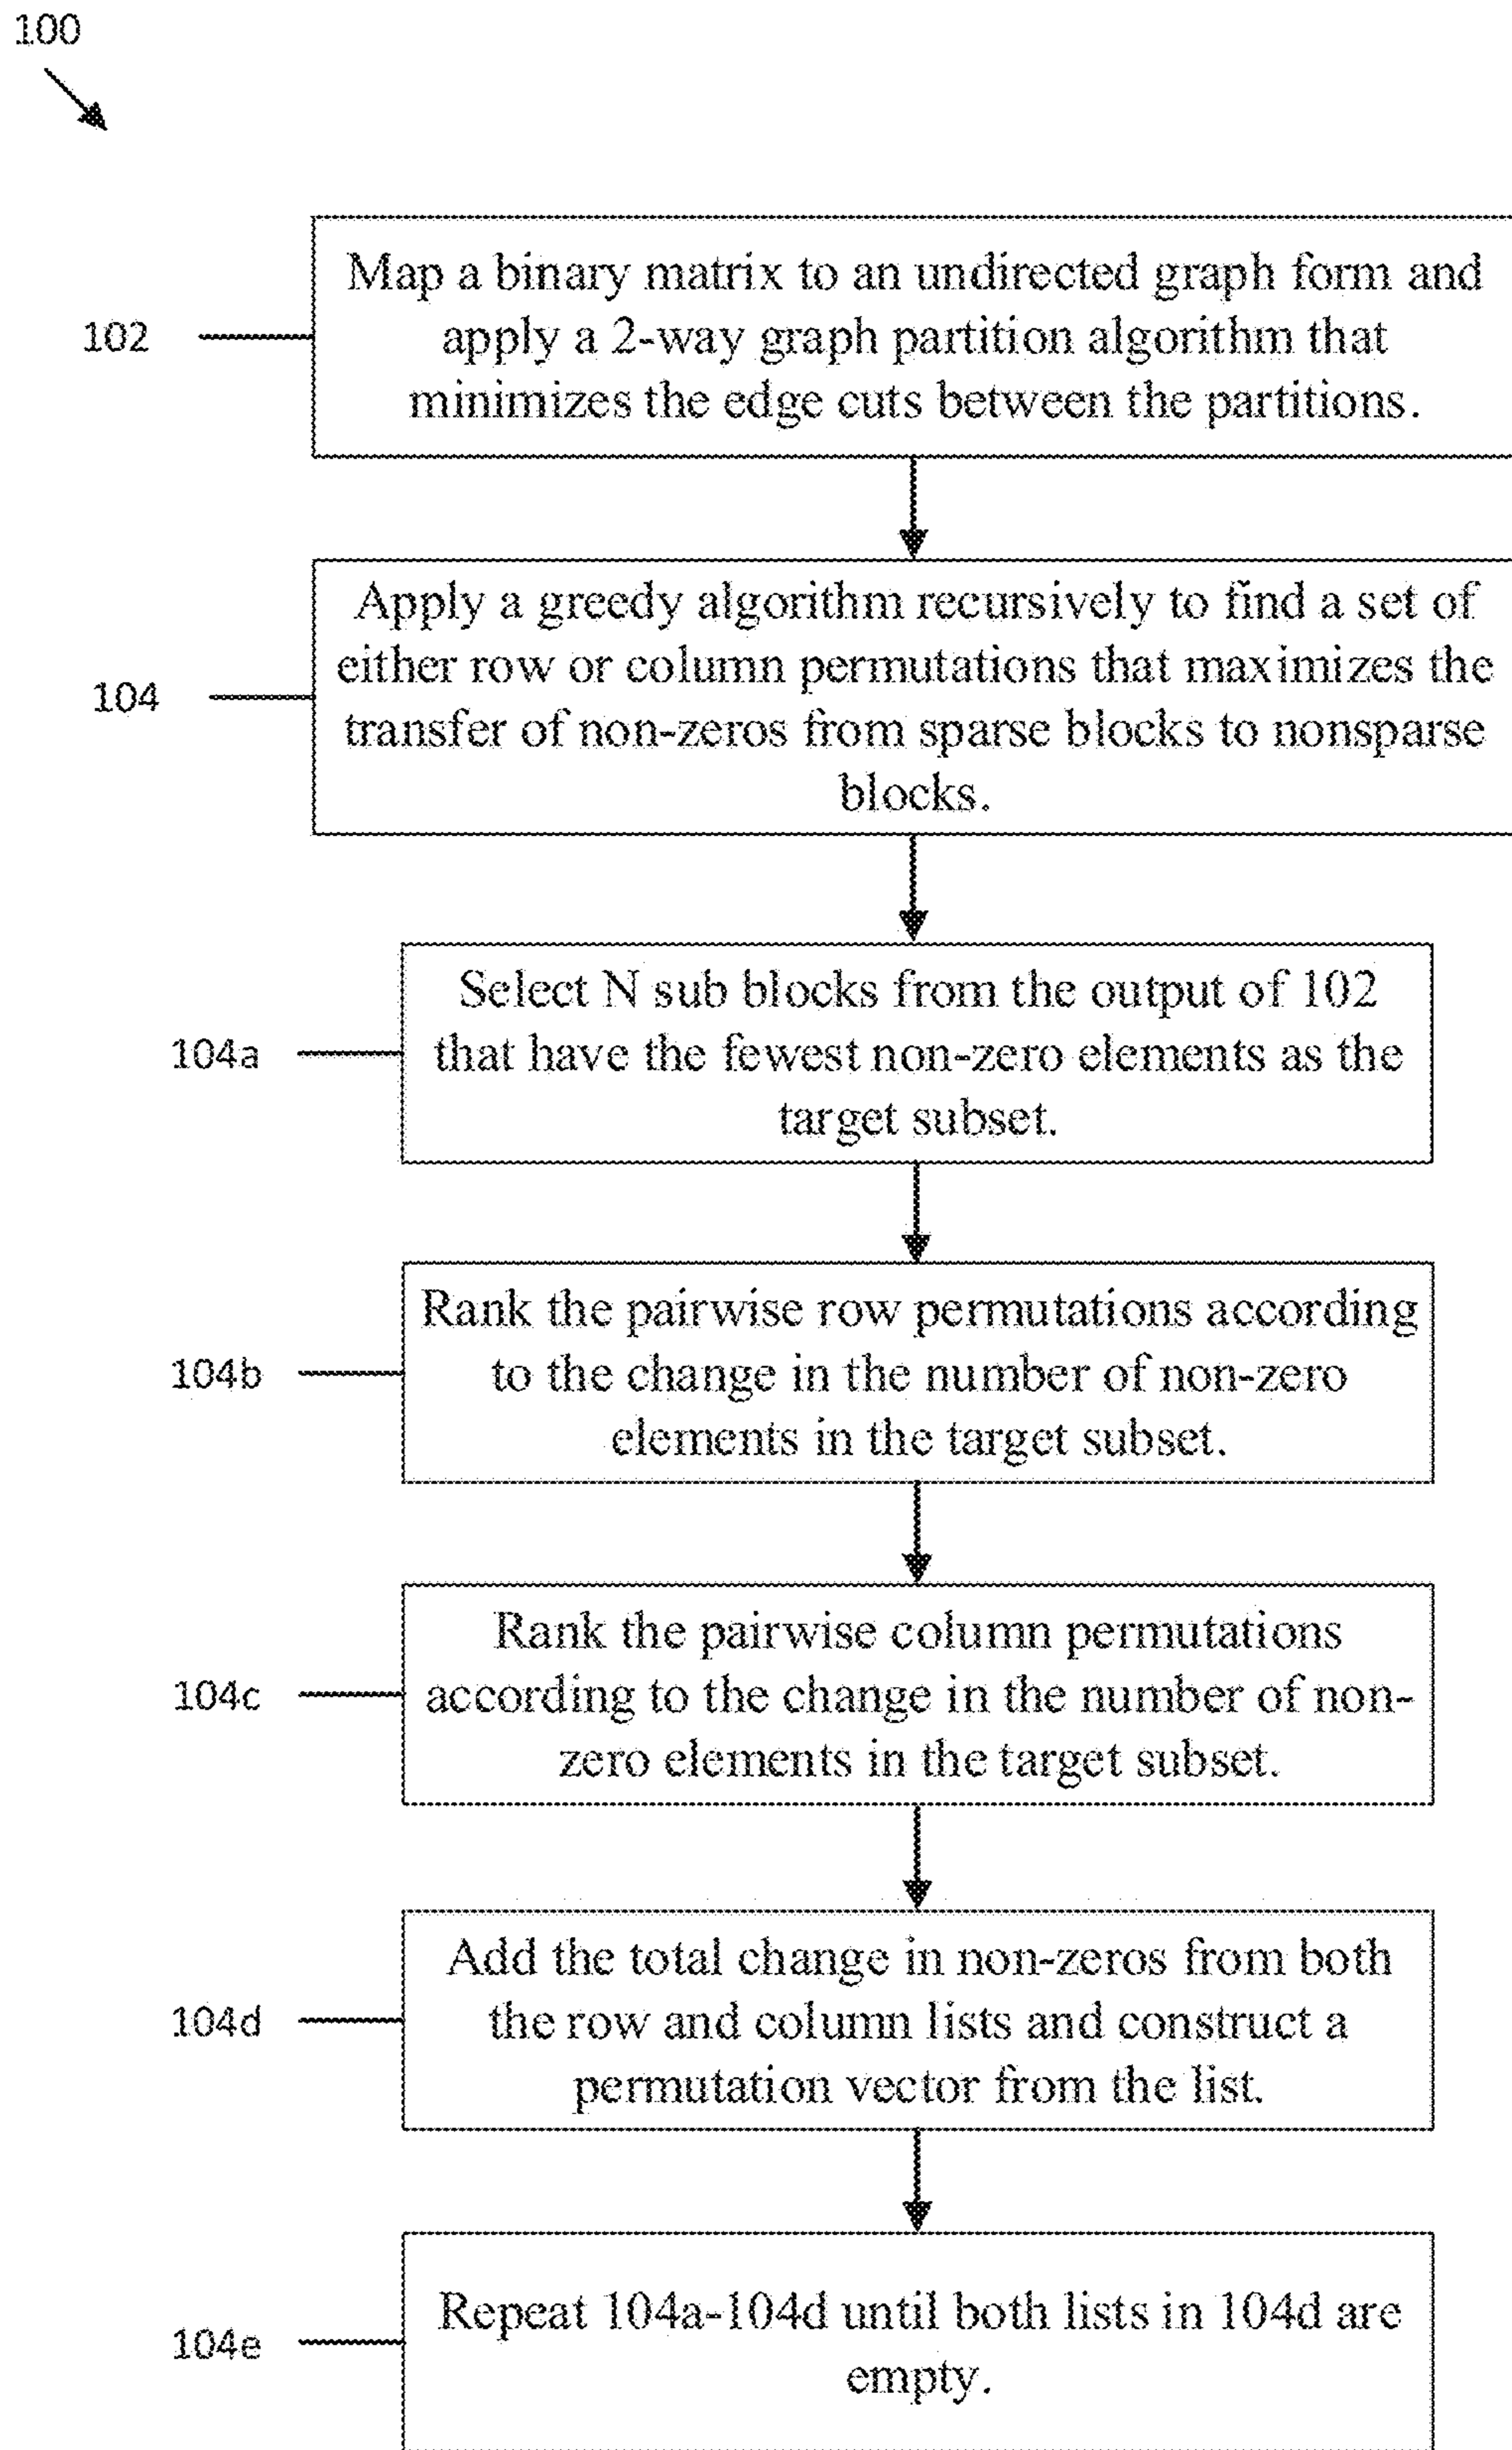 100
102
Map a binary matrix to an undirected graph form and
apply a 2-way graph partition algorithm that
minimizes the edge cuts between the partitions.
104
Apply a greedy algorithm recursively to find a set of
either row or column permutations that maximizes the
transfer of non-zeros from sparse blocks to nonsparse
blocks.
104a
Select N sub blocks from the output of 102
that have the fewest non-zero elements as the
target subset.
104b
Rank the pairwise row permutations according
to the change in the number of non-zero
elements in the target subset.
104c
Rank the pairwise column permutations
according to the change in the number of non-
zero elements in the target subset.
104d
Add the total change in non-zeros from both
the row and column lists and construct a
permutation vector from the list.
104e
Repeat 104a-104d until both lists in 104d are
empty.